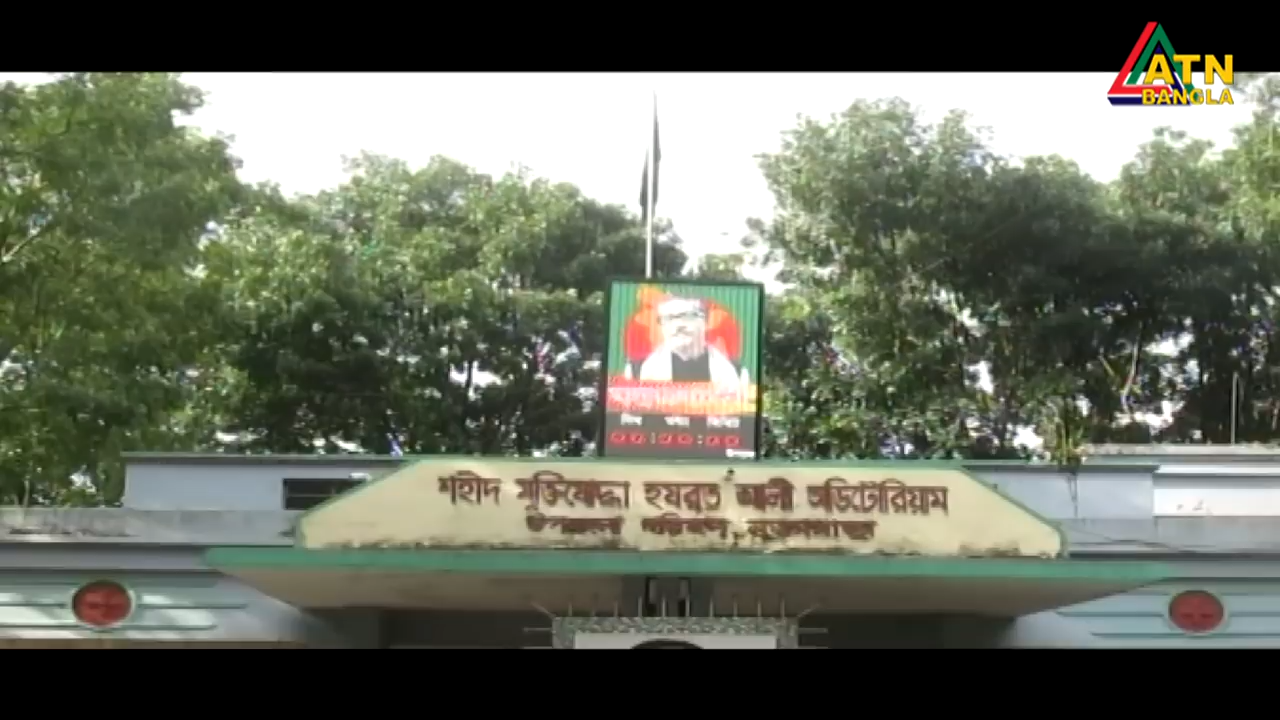 ATN
BANGLA
শহীদ মুক্তিযোদ্ধা হযরত আলী অডিটোরিয়াম
উপজেলা পরিষদ, মুক্তাগাছা